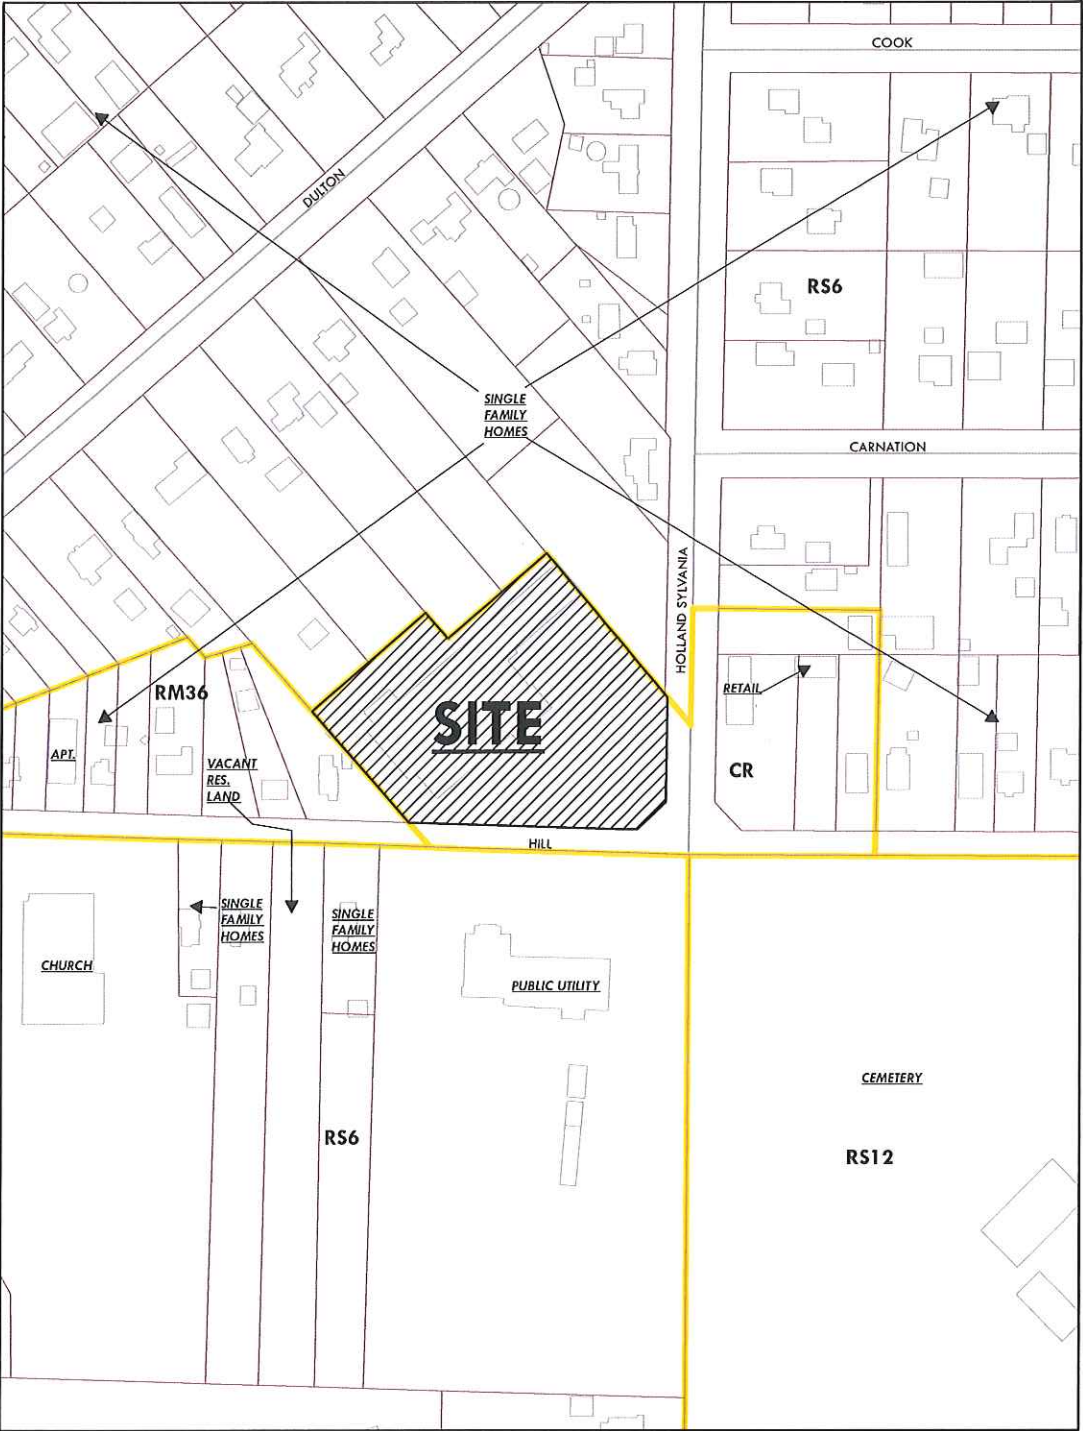 COOK
DULTON
RS6
SINGLE
FAMILY
HOMES
CARNATION
HOLLAND SYLVANIA
RM36
RETAIL
SITE
APT.
VACANT
RES.
LAND
CR
HILL
SINGLE
FAMILY
HOMES
SINGLE
FAMILY
HOMES
CHURCH
PUBLIC UTILITY
CEMETERY
RS6
RS12